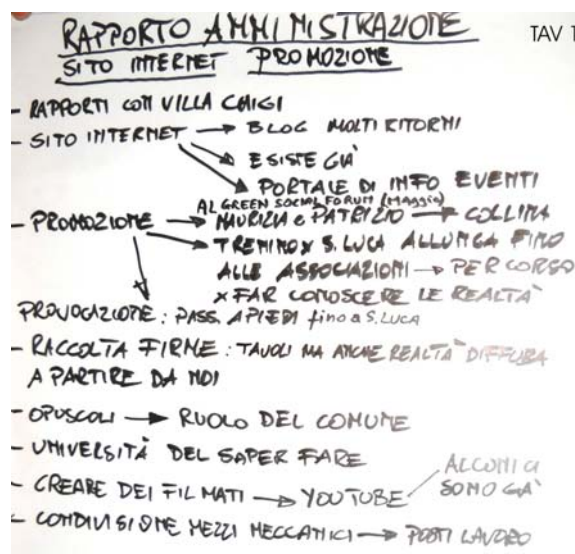 RAPPORTO AMMINISTRAZIONE
TAV 1
SITO INTERNET PROMOZIONE
- RAPPORTI CON VILLA CHIGI
- SITO INTERNET → BLOG MOLTI RITORNI
→ ESISTE GIÀ
→ PORTALE DI INFO EVENTI
AL GREEN SOCIAL FORUM (MAGGIO)
- PROMOZIONE → MAURIZIA e PATRIZIO → COLLINA
→ TRENINO x S. LUCA ALLUNGA FINO
ALLE ASSOCIAZIONI → PERCORSO
x FAR CONOSCERE LE REALTÀ
PROVOCAZIONE: PASS. A PIEDI fino a S. LUCA
- RACCOLTA FIRME: TAVOLI MA ANCHE REALTÀ DIFFUSA
A PARTIRE DA NOI
- OPUSCOLI → RUOLO DEL COMUNE
- UNIVERSITÀ DEL SAPER FARE
- CREARE DEI FILMATI → YOUTUBE
ALCUNI CI
SONO GIÀ
- CONDIVISIONE MEZZI MECCANICI → POSTI LAVORO